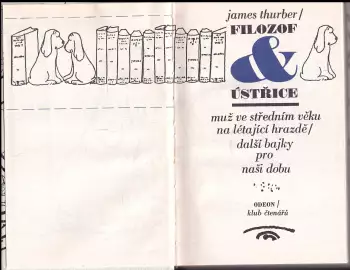 james thurber/
FILOZOF
&
ÚSTŘICE
muž ve středním věku
na létající hrazdě/
další bajky
pro
naši dobu
ODEON/
klub čtenářů